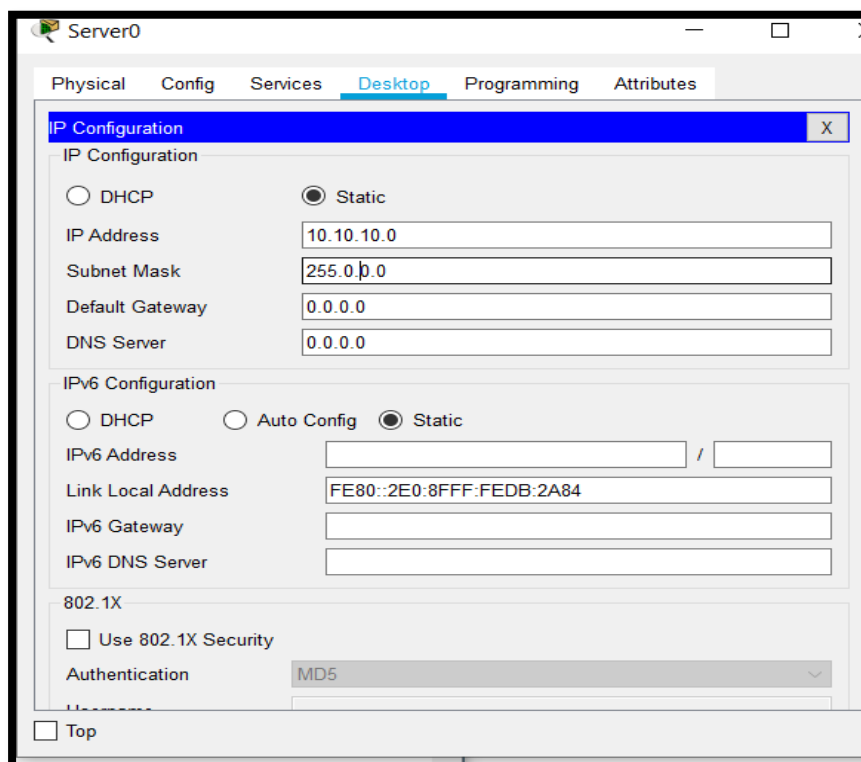 Server0
Physical Config Services Desktop Programming Attributes
IP Configuration X
IP Configuration
DHCP Static
IP Address 10.10.10.0
Subnet Mask 255.0.0.0
Default Gateway 0.0.0.0
DNS Server 0.0.0.0
IPv6 Configuration
DHCP Auto Config Static
IPv6 Address /
Link Local Address FE80::2E0:8FFF:FEDB:2A84
IPv6 Gateway
IPv6 DNS Server
802.1X
Use 802.1X Security
Authentication MD5
Top